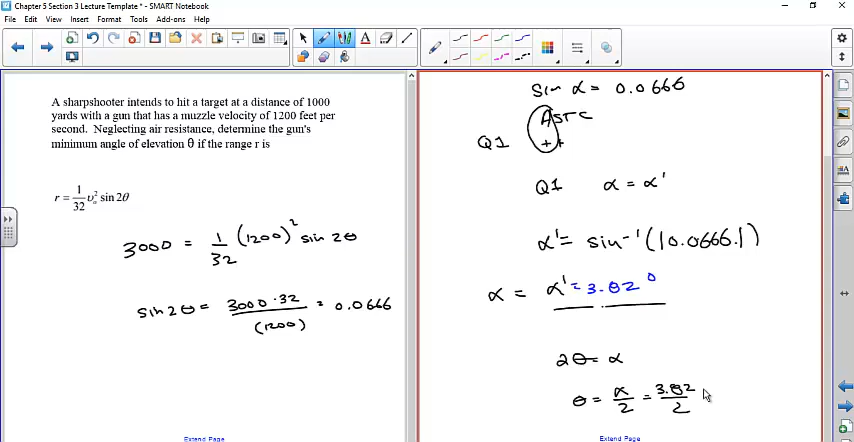 Chapter 5 Section 3 Lecture Template * - SMART Notebook
File Edit View Insert Format Tools Add-ons Help
A sharpshooter intends to hit a target at a distance of 1000
yards with a gun that has a muzzle velocity of 1200 feet per
second. Neglecting air resistance, determine the gun's
minimum angle of elevation θ if the range r is
r = 1/32 υ₀² sin 2θ
3000 = 1/32 (1200)² sin 2θ
sin 2θ = 3000 · 32 / (1200) = 0.0666
Extend Page
sin α = 0.0666
ASTC
Q1 + +
Q1 α = α'
α' = sin⁻¹(|0.0666|)
α = α' = 3.82°
2θ = α
θ = α/2 = 3.82/2
Extend Page